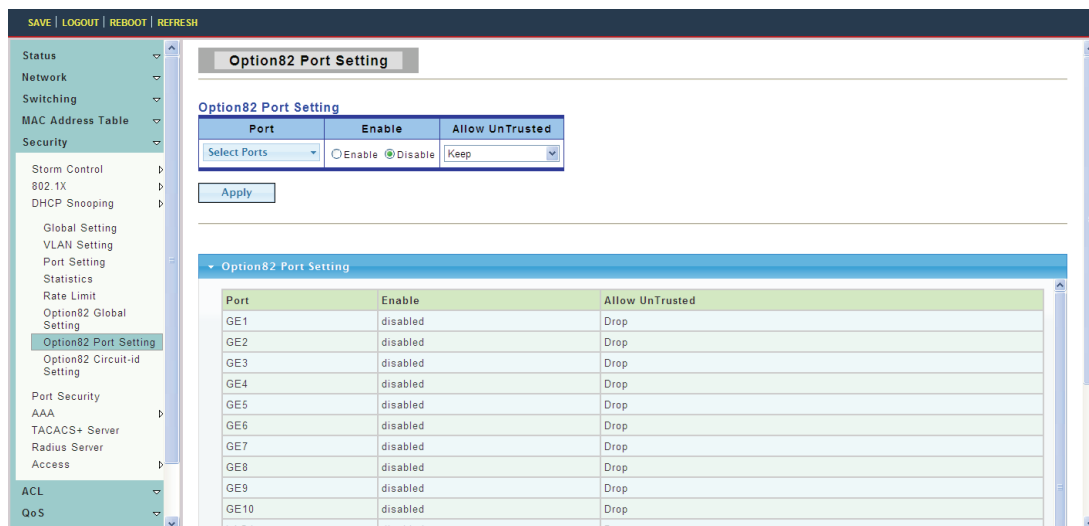 SAVE | LOGOUT | REBOOT | REFRESH
Status
Network
Switching
MAC Address Table
Security
Storm Control
802.1X
DHCP Snooping
Global Setting
VLAN Setting
Port Setting
Statistics
Rate Limit
Option82 Global
Setting
Option82 Port Setting
Option82 Circuit-id
Setting
Port Security
AAA
TACACS+ Server
Radius Server
Access
ACL
QoS
Option82 Port Setting
Option82 Port Setting
Port Enable Allow UnTrusted
Select Ports Enable Disable Keep
Apply
Option82 Port Setting
Port Enable Allow UnTrusted
GE1 disabled Drop
GE2 disabled Drop
GE3 disabled Drop
GE4 disabled Drop
GE5 disabled Drop
GE6 disabled Drop
GE7 disabled Drop
GE8 disabled Drop
GE9 disabled Drop
GE10 disabled Drop